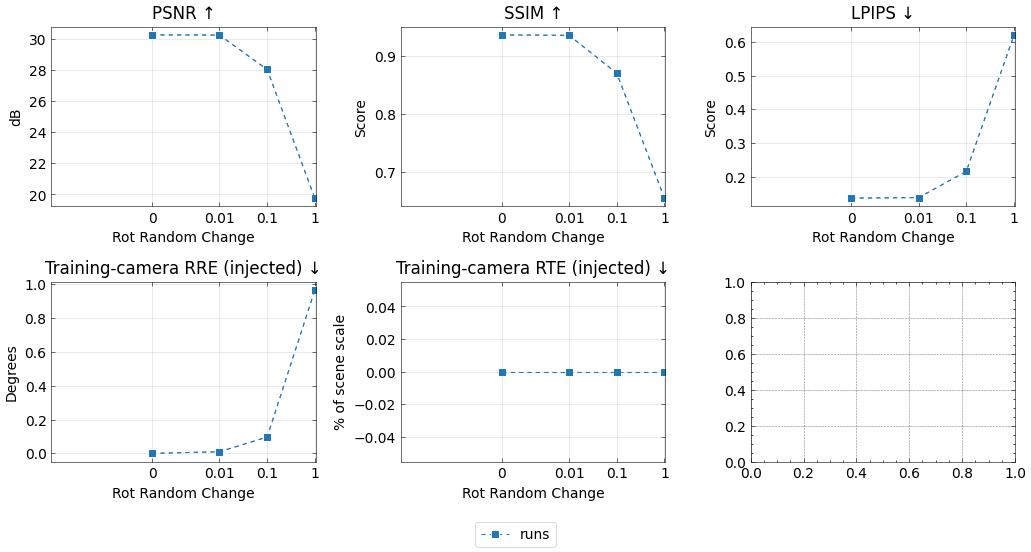 PSNR ↑
SSIM ↑
LPIPS ↓
30
28
26
24
22
20
dB
0 0.01 0.1 1
Rot Random Change
0.9
0.8
0.7
Score
0 0.01 0.1 1
Rot Random Change
0.6
0.5
0.4
0.3
0.2
Score
0 0.01 0.1 1
Rot Random Change
Training-camera RRE (injected) ↓
Training-camera RTE (injected) ↓
1.0
0.8
0.6
0.4
0.2
0.0
Degrees
0 0.01 0.1 1
Rot Random Change
0.04
0.02
0.00
−0.02
−0.04
% of scene scale
0 0.01 0.1 1
Rot Random Change
1.0
0.8
0.6
0.4
0.2
0.0
0.0 0.2 0.4 0.6 0.8 1.0
runs